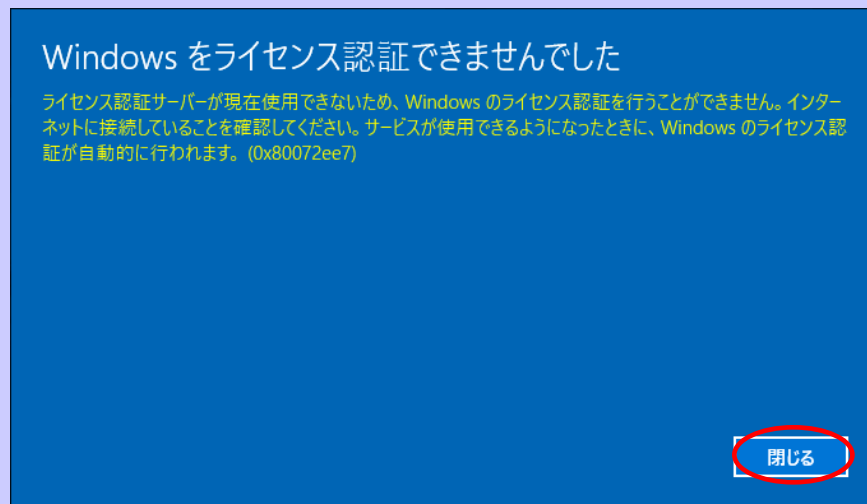 Windows をライセンス認証できませんでした
ライセンス認証サーバーが現在使用できないため、Windows のライセンス認証を行うことができません。インター
ネットに接続していることを確認してください。サービスが使用できるようになったときに、Windows のライセンス認
証が自動的に行われます。(0x80072ee7)
閉じる